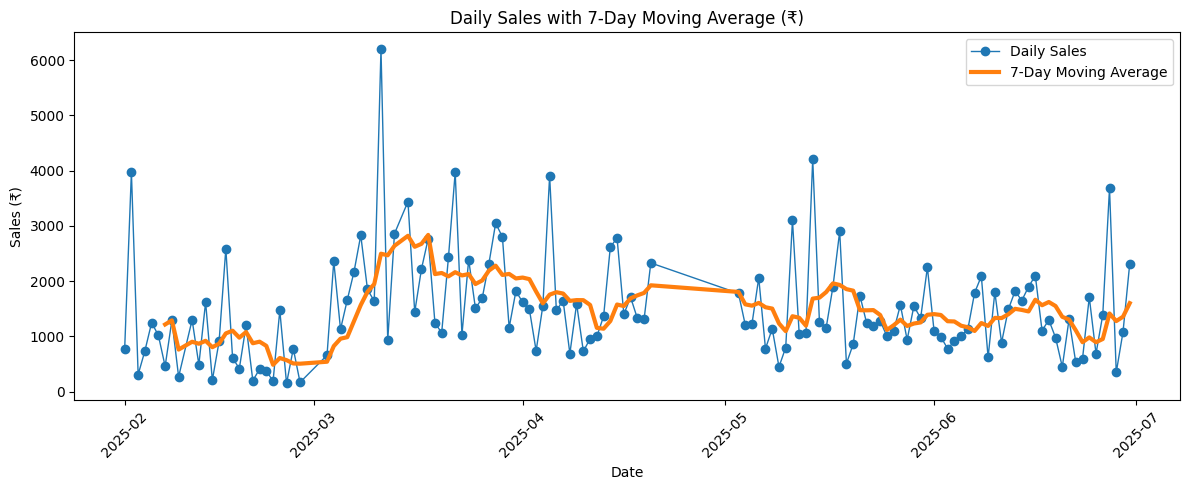 Daily Sales with 7-Day Moving Average (₹)
Daily Sales
7-Day Moving Average
Sales (₹)
6000
5000
4000
3000
2000
1000
0
2025-02
2025-03
2025-04
2025-05
2025-06
2025-07
Date